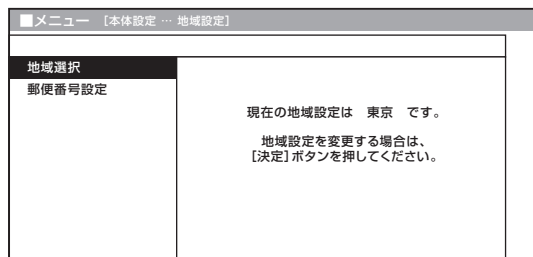 ■メニュー [本体設定 … 地域設定]
地域選択
郵便番号設定
現在の地域設定は 東京 です。
地域設定を変更する場合は、
[決定]ボタンを押してください。